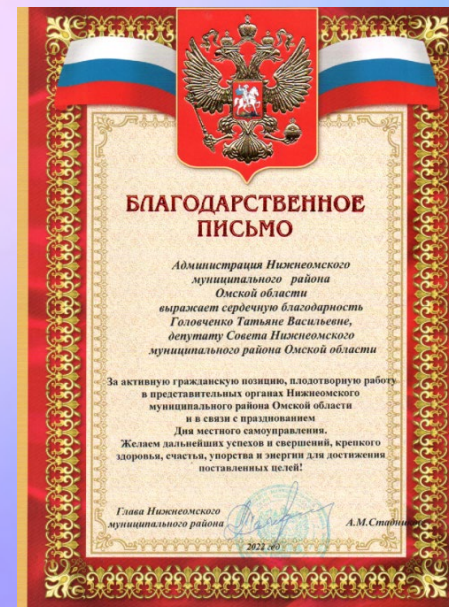 БЛАГОДАРСТВЕННОЕ
ПИСЬМО
Администрация Нижнеомского
муниципального района
Омской области
выражает сердечную благодарность
Головченко Татьяне Васильевне,
депутату Совета Нижнеомского
муниципального района Омской области
За активную гражданскую позицию, плодотворную работу
в представительных органах Нижнеомского
муниципального района Омской области
и в связи с празднованием
Дня местного самоуправления.
Желаем дальнейших успехов и свершений, крепкого
здоровья, счастья, упорства и энергии для достижения
поставленных целей!
Глава Нижнеомского
муниципального района А.М.Стадников
2022 год